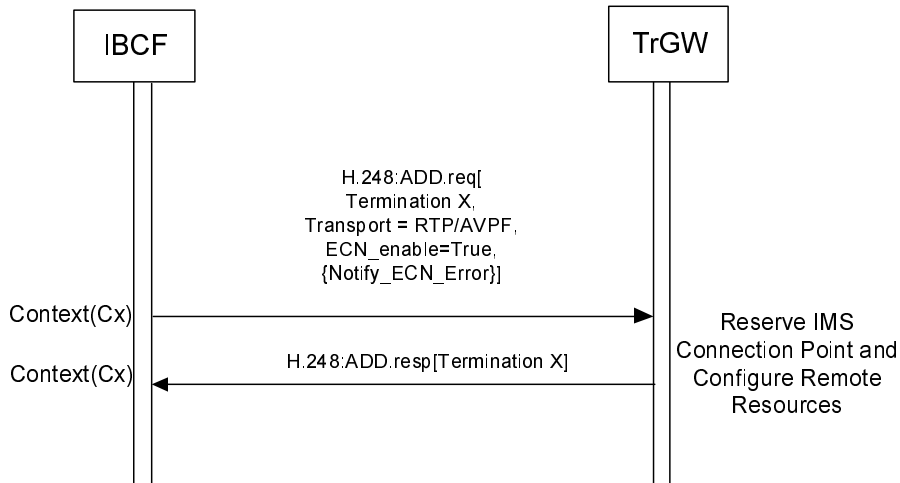 IBCF
TrGW
H.248:ADD.req[
Termination X,
Transport = RTP/AVPF,
ECN_enable=True,
{Notify_ECN_Error}]
Context(Cx)
Reserve IMS
Connection Point and
Configure Remote
Resources
Context(Cx)
H.248:ADD.resp[Termination X]